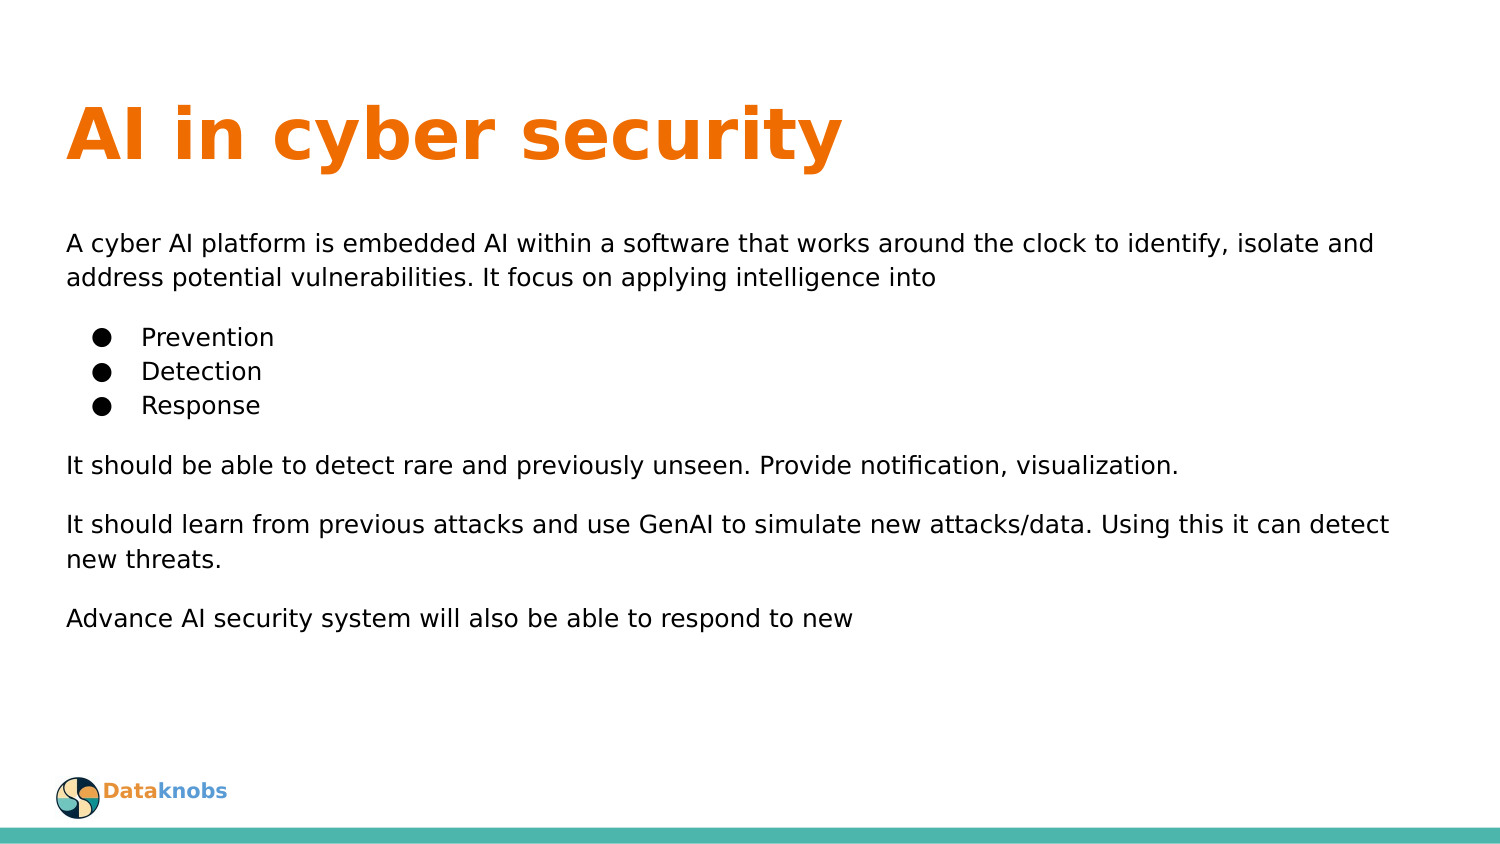 AI in cyber security
A cyber AI platform is embedded AI within a software that works around the clock to identify, isolate and
address potential vulnerabilities. It focus on applying intelligence into
● Prevention
● Detection
● Response
It should be able to detect rare and previously unseen. Provide notification, visualization.
It should learn from previous attacks and use GenAI to simulate new attacks/data. Using this it can detect
new threats.
Advance AI security system will also be able to respond to new
Dataknobs